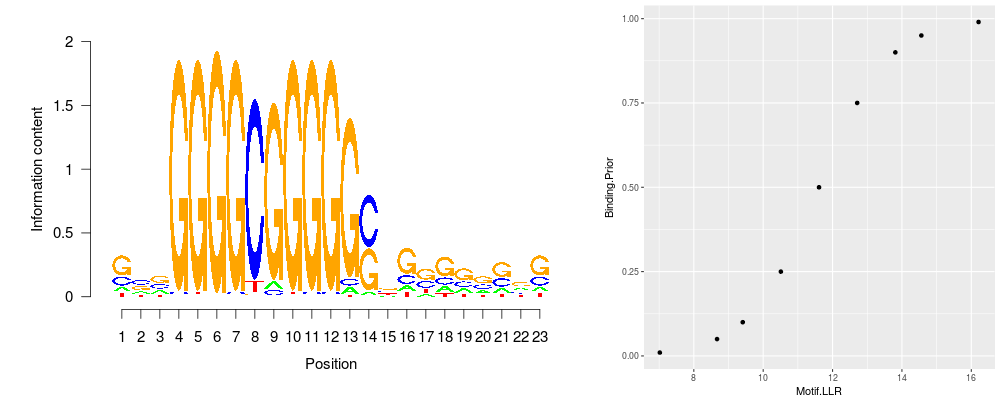 2
1.5
1
0.5
0
Information content
G G G G G G C G G G G G C G G G G G G G G
1 2 3 4 5 6 7 8 9 10 11 12 13 14 15 16 17 18 19 20 21 22 23
Position
1.00
0.75
0.50
0.25
0.00
Binding.Prior
8 10 12 14 16
Motif.LLR